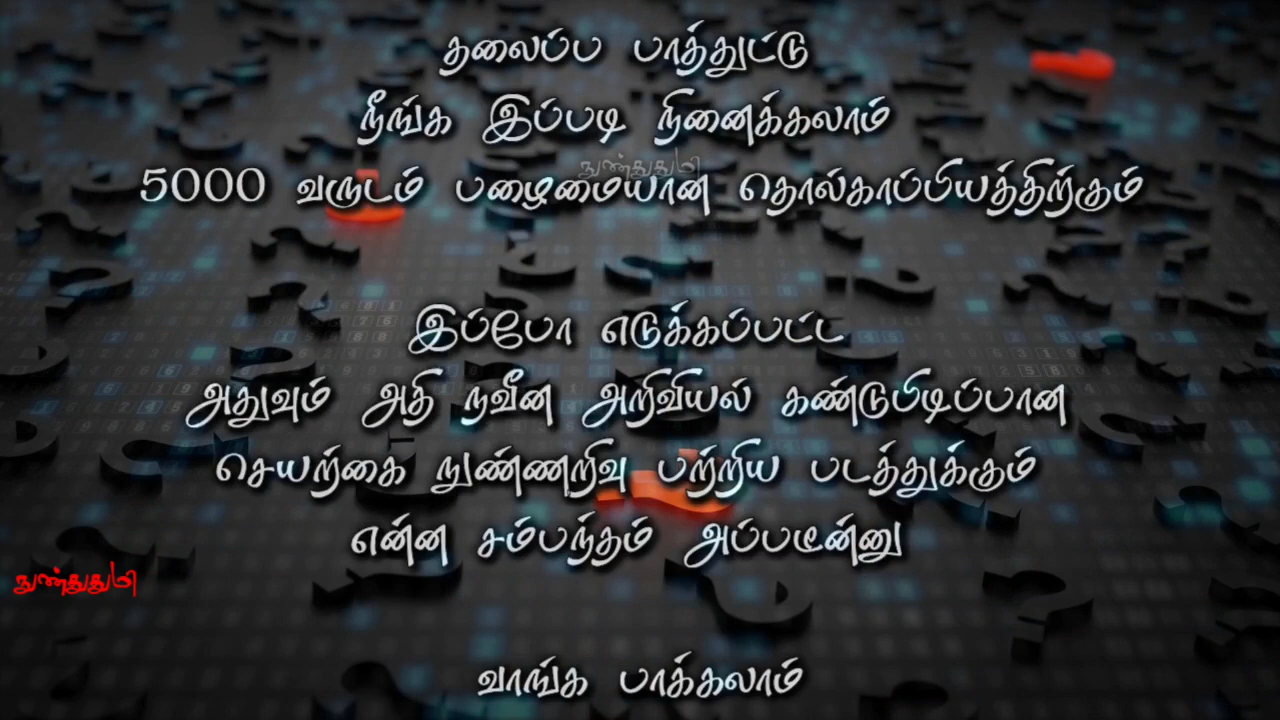 தலைப்ப பாத்துட்டு
நீங்க இப்படி நினைக்கலாம்
நுண்துதுமி
5000 வருடம் பழைமையான தொல்காப்பியத்திற்கும்
இப்போ எடுக்கப்பட்ட
அதுவும் அதி நவீன அறிவியல் கண்டுபிடிப்பான
செயற்கை நுண்ணறிவு பற்றிய படத்துக்கும்
என்ன சம்பந்தம் அப்படீன்னு
நுண்துதுமி
வாங்க பாக்கலாம்